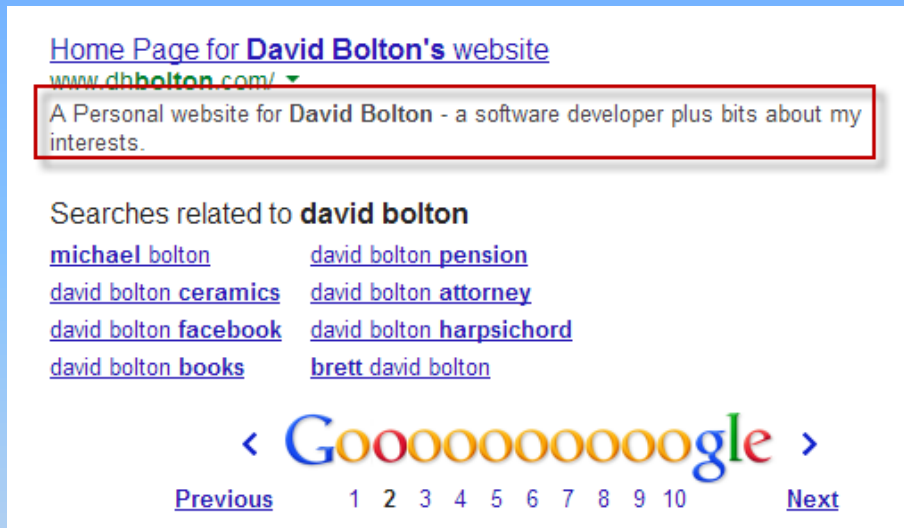 Home Page for David Bolton's website
www.dhbolton.com/
A Personal website for David Bolton - a software developer plus bits about my
interests.
Searches related to david bolton
michael bolton david bolton pension
david bolton ceramics david bolton attorney
david bolton facebook david bolton harpsichord
david bolton books brett david bolton
< Goooooooooogle >
Previous 1 2 3 4 5 6 7 8 9 10 Next